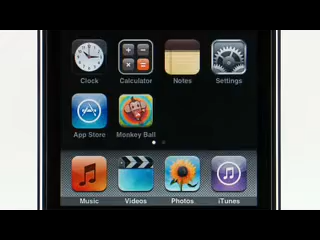 Clock Calculator Notes Settings
App Store Monkey Ball
Music Videos Photos iTunes